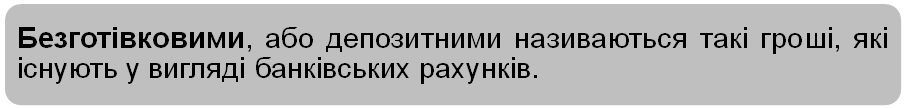 Безготівковими, або депозитними називаються такі гроші, які
існують у вигляді банківських рахунків.